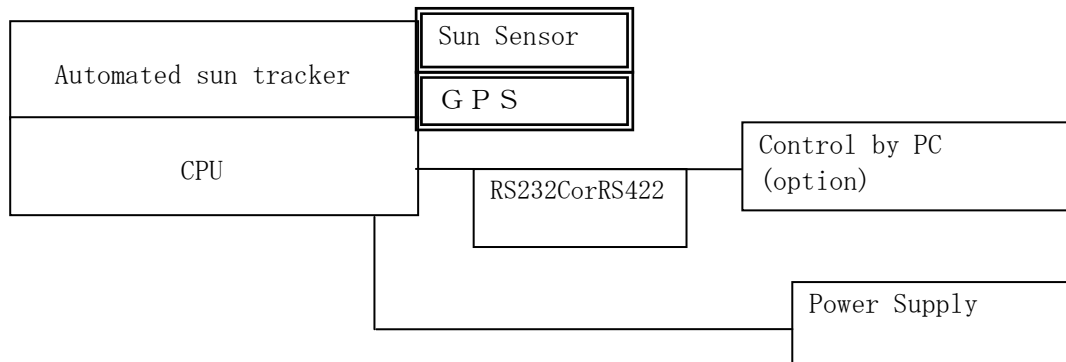 Sun Sensor
Automated sun tracker
ＧＰＳ
Control by PC
(option)
CPU
RS232CorRS422
Power Supply